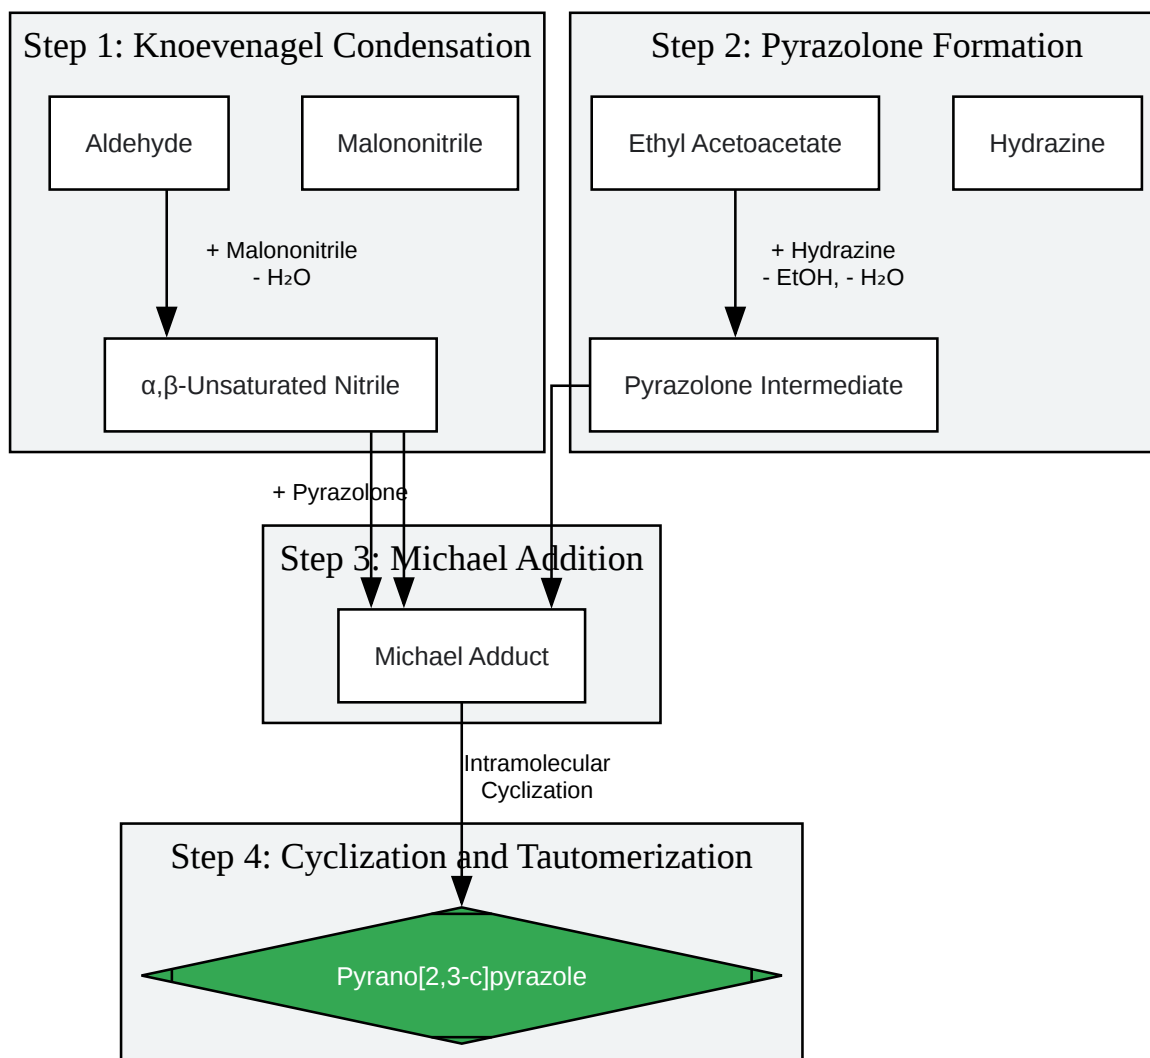 Step 1: Knoevenagel Condensation
Aldehyde
Malononitrile
+ Malononitrile
- H₂O
α,β-Unsaturated Nitrile
Step 2: Pyrazolone Formation
Ethyl Acetoacetate
Hydrazine
+ Hydrazine
- EtOH, - H₂O
Pyrazolone Intermediate
+ Pyrazolone
Step 3: Michael Addition
Michael Adduct
Intramolecular
Cyclization
Step 4: Cyclization and Tautomerization
Pyrano[2,3-c]pyrazole